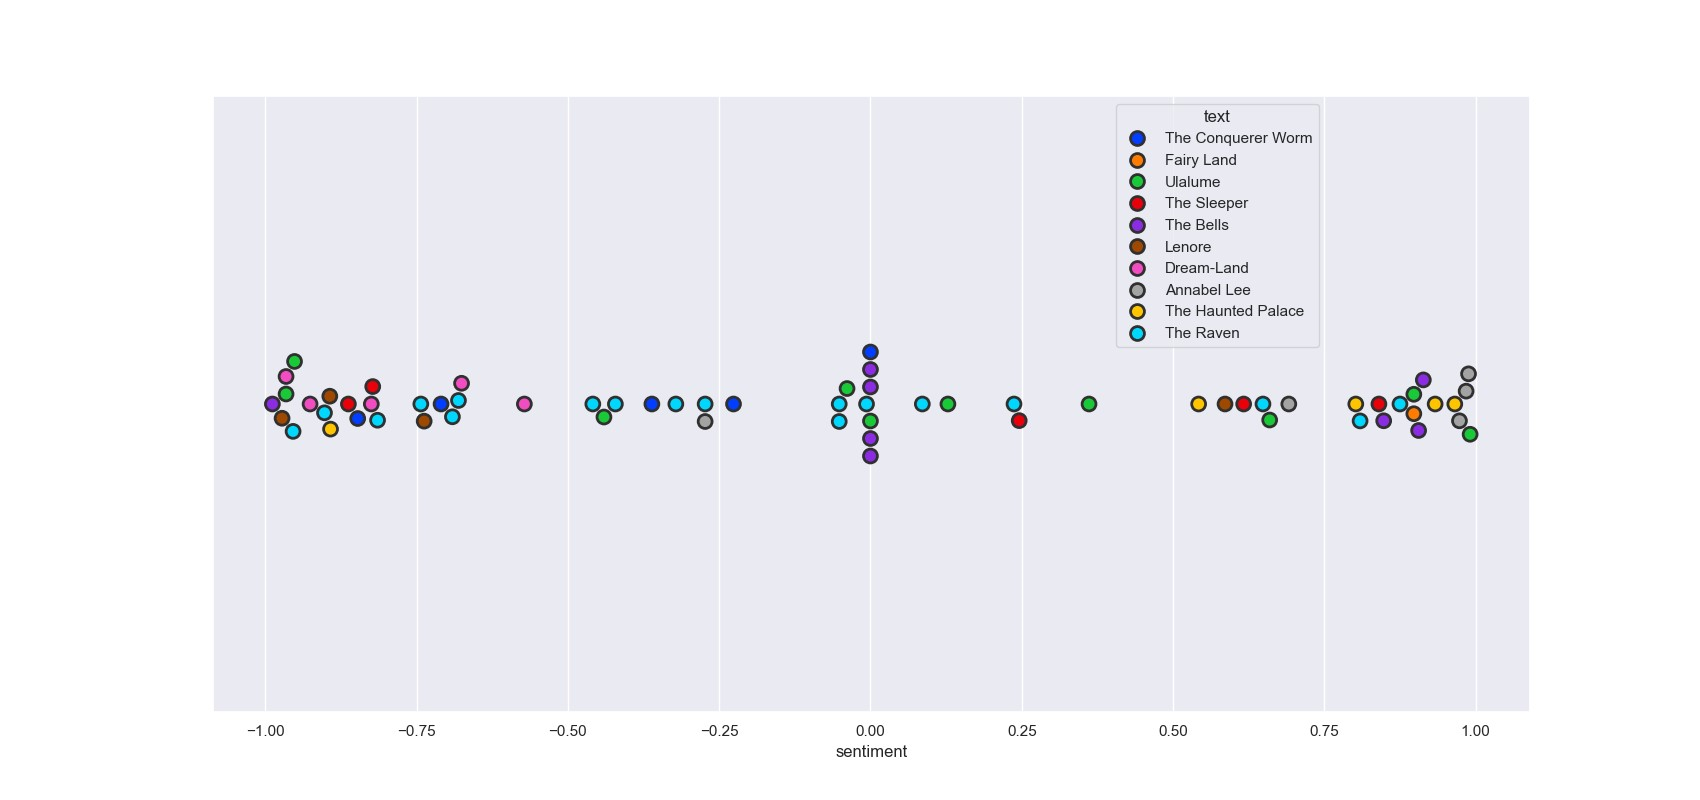 text
The Conquerer Worm
Fairy Land
Ulalume
The Sleeper
The Bells
Lenore
Dream-Land
Annabel Lee
The Haunted Palace
The Raven
−1.00 −0.75 −0.50 −0.25 0.00 0.25 0.50 0.75 1.00
sentiment